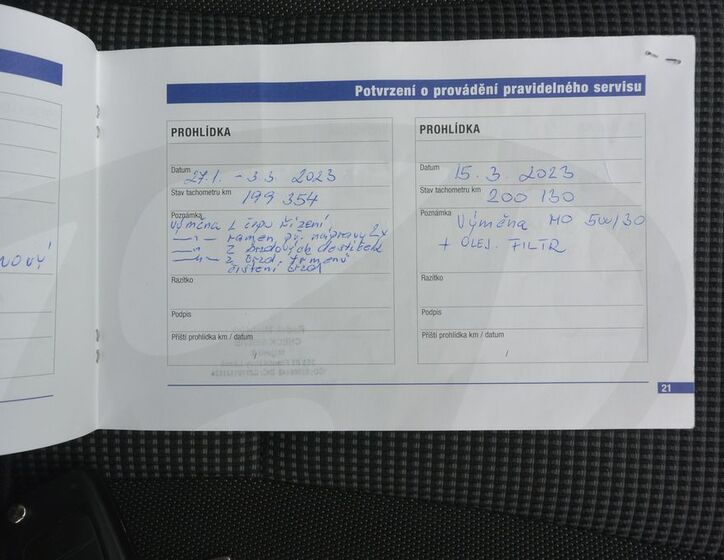 Potvrzení o provádění pravidelného servisu
PROHLÍDKA
Datum 27.1. - 3.3 2023
Stav tachometru km 199 354
Poznámka
výměna L čepu řízení
—„— ramen př. nápravy 2x
—„— Z brzdových destiček
—„— z brzd. třmenů
čištění brzd
Razítko
Podpis
Příští prohlídka km / datum
/
PROHLÍDKA
Datum 15. 3. 2023
Stav tachometru km 200 130
Poznámka Výměna MO 5W/30
+ OLEJ. FILTR
Razítko
Podpis
Příští prohlídka km / datum
/
21
NOVÝ